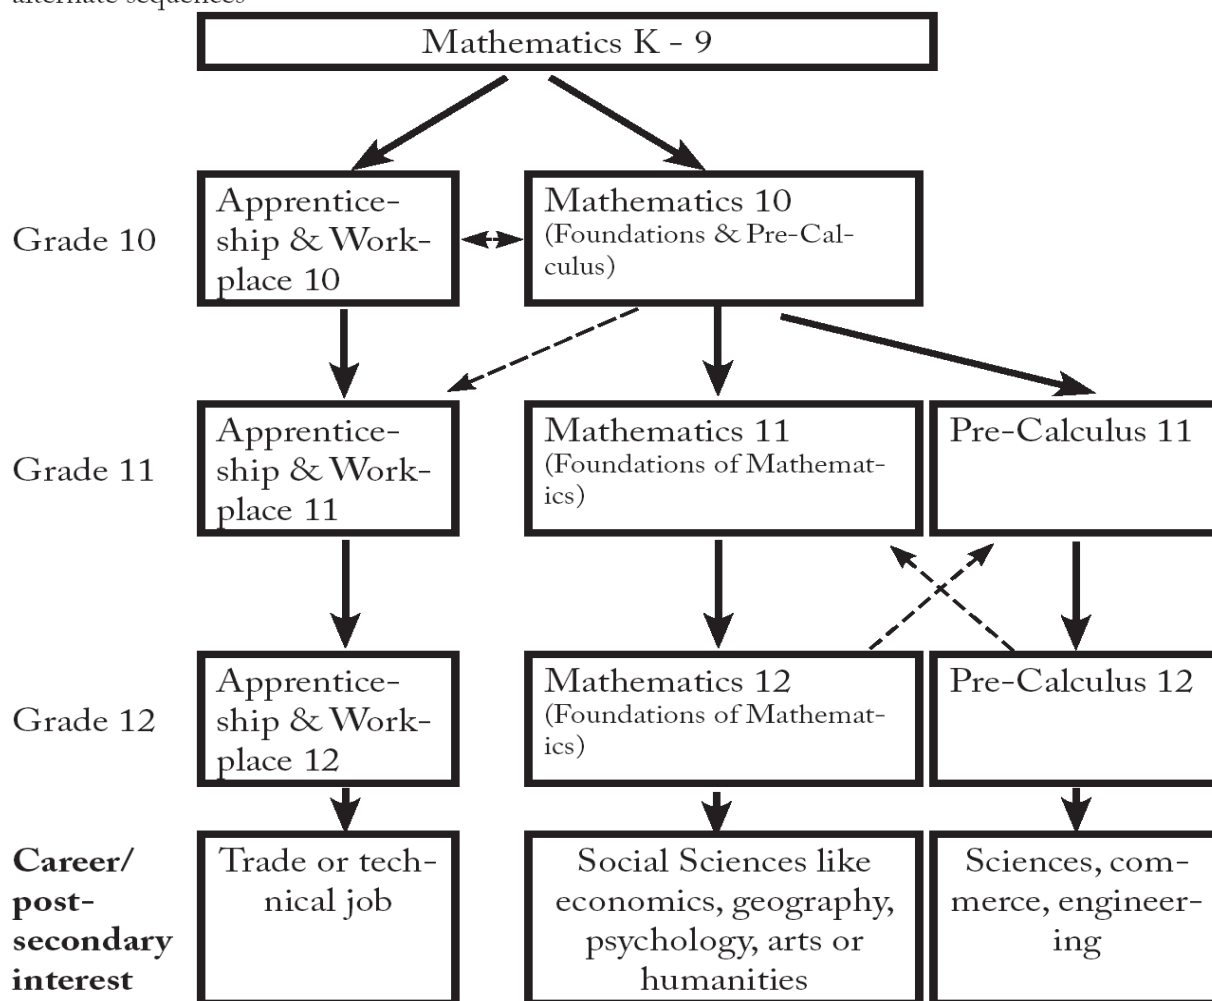 alternate sequences
Mathematics K - 9
Grade 10
Apprentice-
ship & Work-
place 10
Mathematics 10
(Foundations & Pre-Cal-
culus)
Grade 11
Apprentice-
ship & Work-
place 11
Mathematics 11
(Foundations of Mathemat-
ics)
Pre-Calculus 11
Grade 12
Apprentice-
ship & Work-
place 12
Mathematics 12
(Foundations of Mathemat-
ics)
Pre-Calculus 12
Career/
post-
secondary
interest
Trade or tech-
nical job
Social Sciences like
economics, geography,
psychology, arts or
humanities
Sciences, com-
merce, engineer-
ing